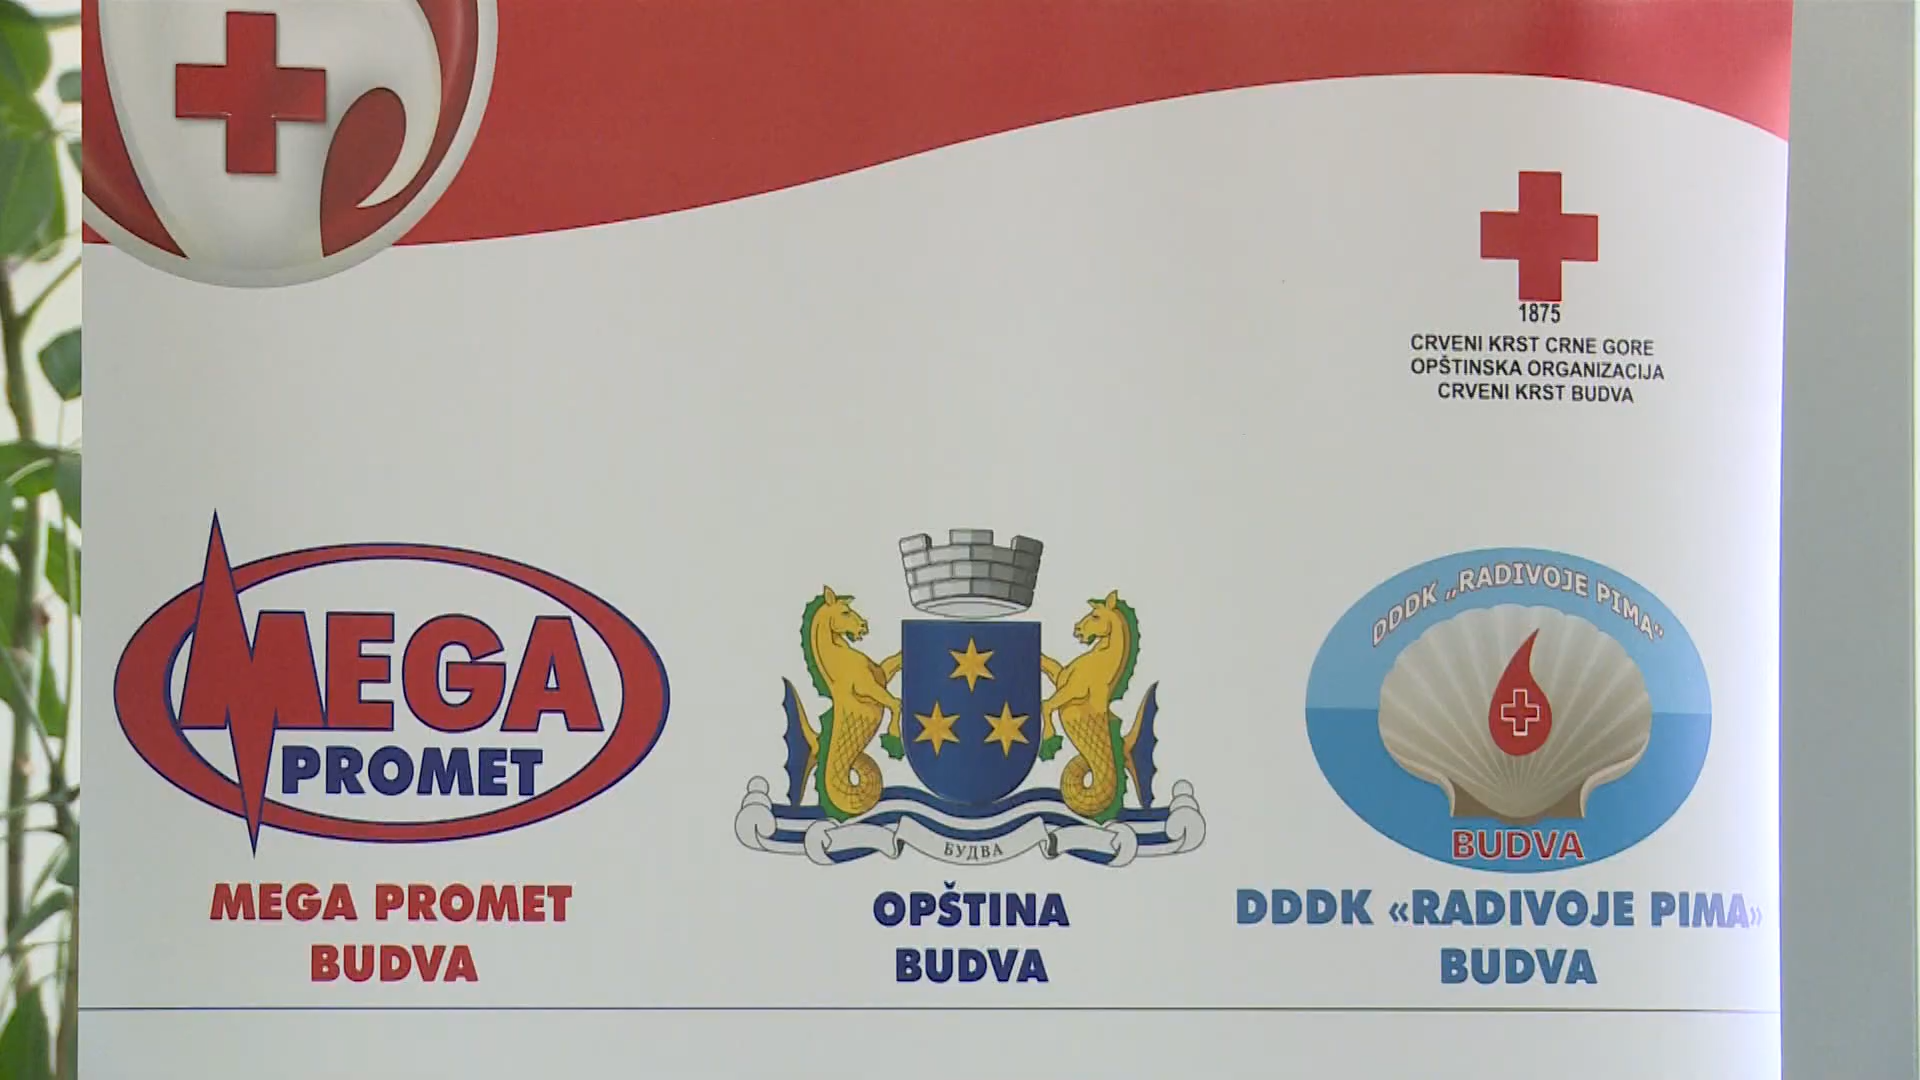 1875
CRVENI KRST CRNE GORE
OPŠTINSKA ORGANIZACIJA
CRVENI KRST BUDVA
MEGA
PROMET
MEGA PROMET
BUDVA
БУДВА
OPŠTINA
BUDVA
DDDK „RADIVOJE PIMA“
BUDVA
DDDK «RADIVOJE PIMA»
BUDVA